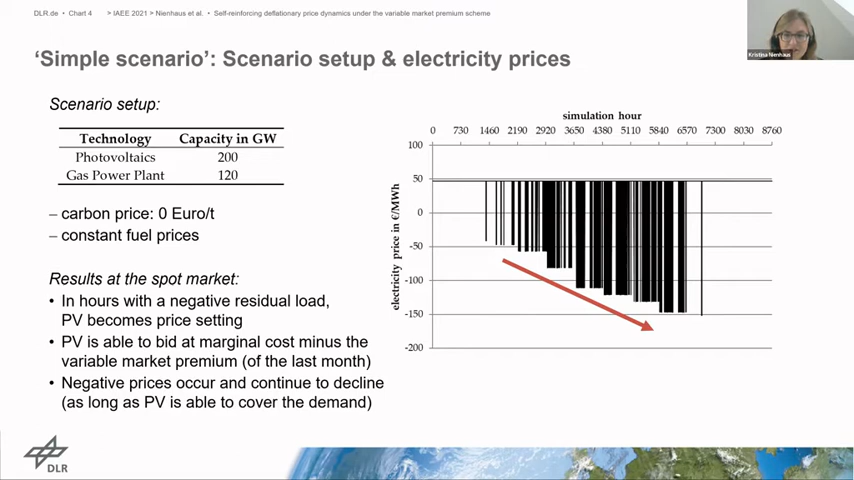 DLR.de • Chart 4 > IAEE 2021 > Nienhaus et al. • Self-reinforcing deflationary price dynamics under the variable market premium scheme
Kristina Nienhaus
‘Simple scenario’: Scenario setup & electricity prices
Scenario setup:
Technology Capacity in GW
Photovoltaics 200
Gas Power Plant 120
– carbon price: 0 Euro/t
– constant fuel prices
Results at the spot market:
• In hours with a negative residual load,
PV becomes price setting
• PV is able to bid at marginal cost minus the
variable market premium (of the last month)
• Negative prices occur and continue to decline
(as long as PV is able to cover the demand)
simulation hour
0 730 1460 2190 2920 3650 4380 5110 5840 6570 7300 8030 8760
electricity price in €/MWh
100
50
0
-50
-100
-150
-200
DLR